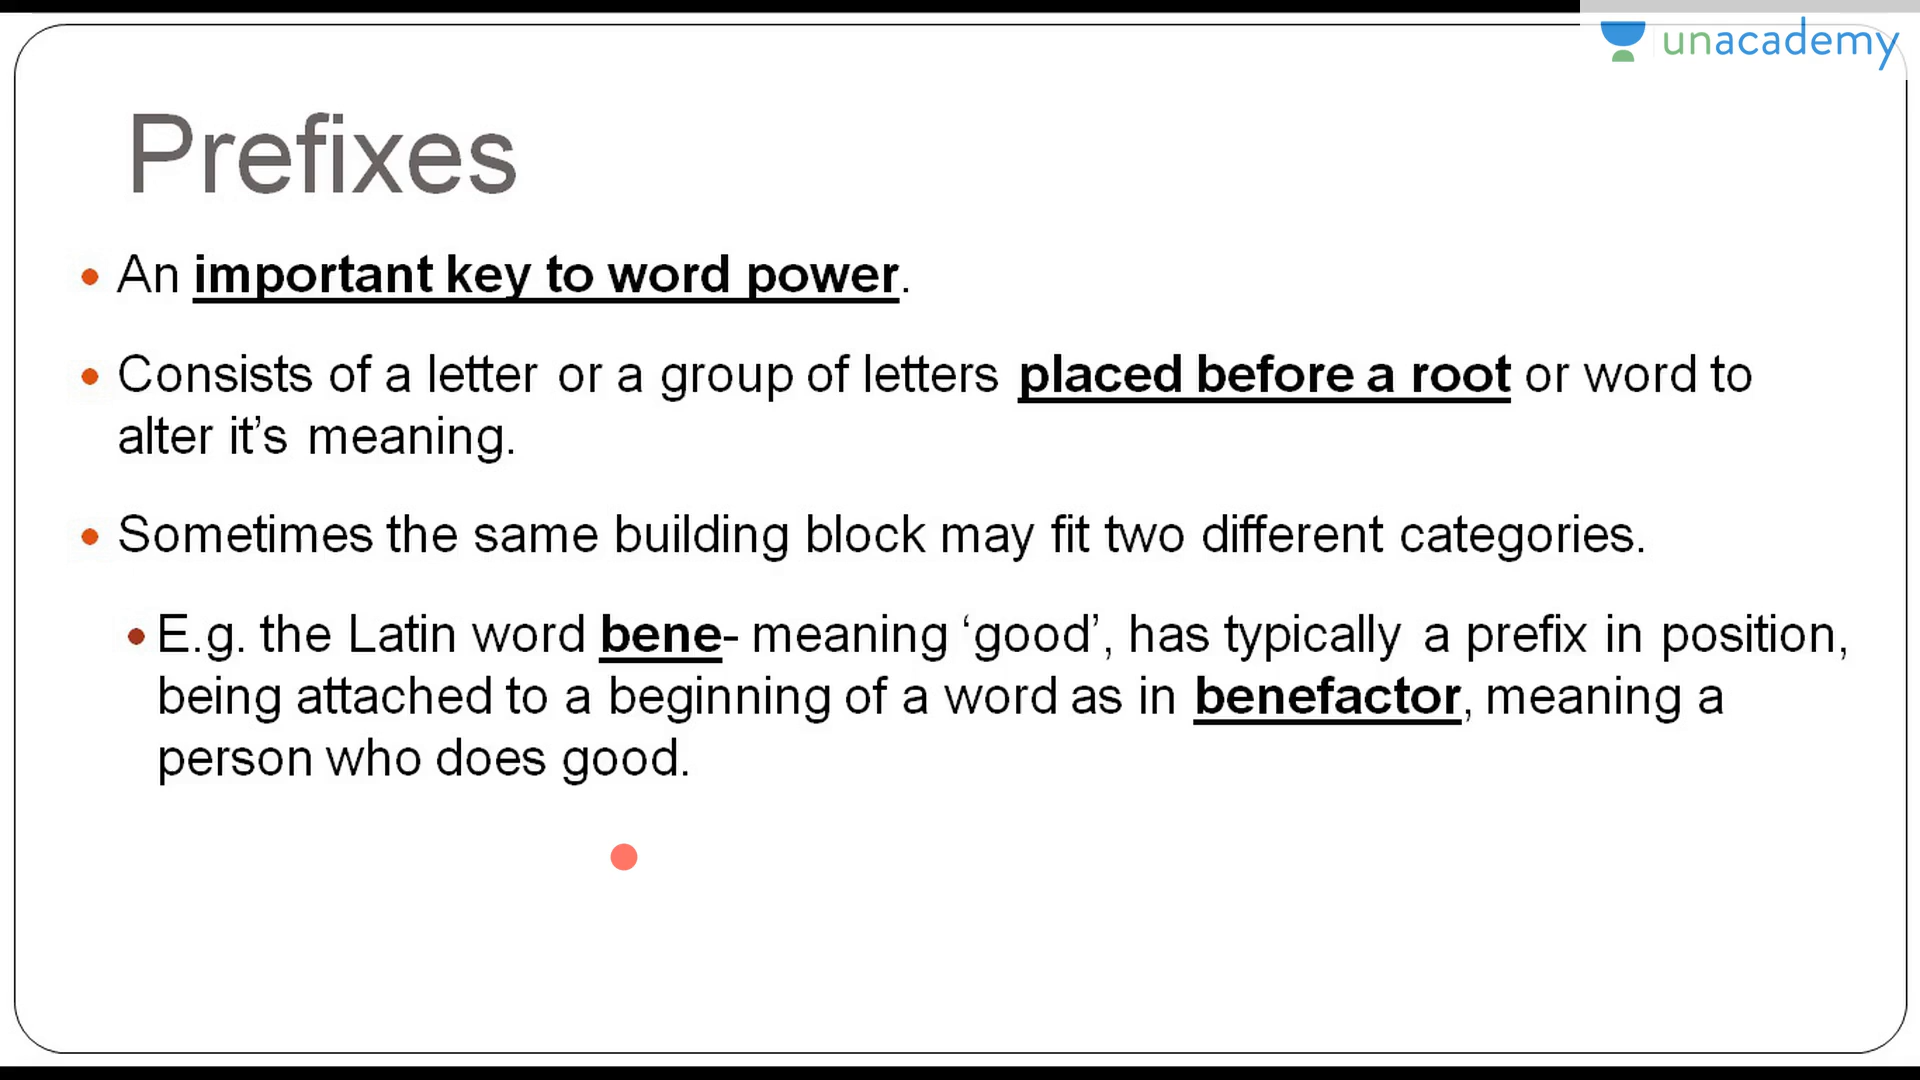 unacademy
Prefixes
• An important key to word power.
• Consists of a letter or a group of letters placed before a root or word to
alter it’s meaning.
• Sometimes the same building block may fit two different categories.
• E.g. the Latin word bene- meaning ‘good’, has typically a prefix in position,
being attached to a beginning of a word as in benefactor, meaning a
person who does good.